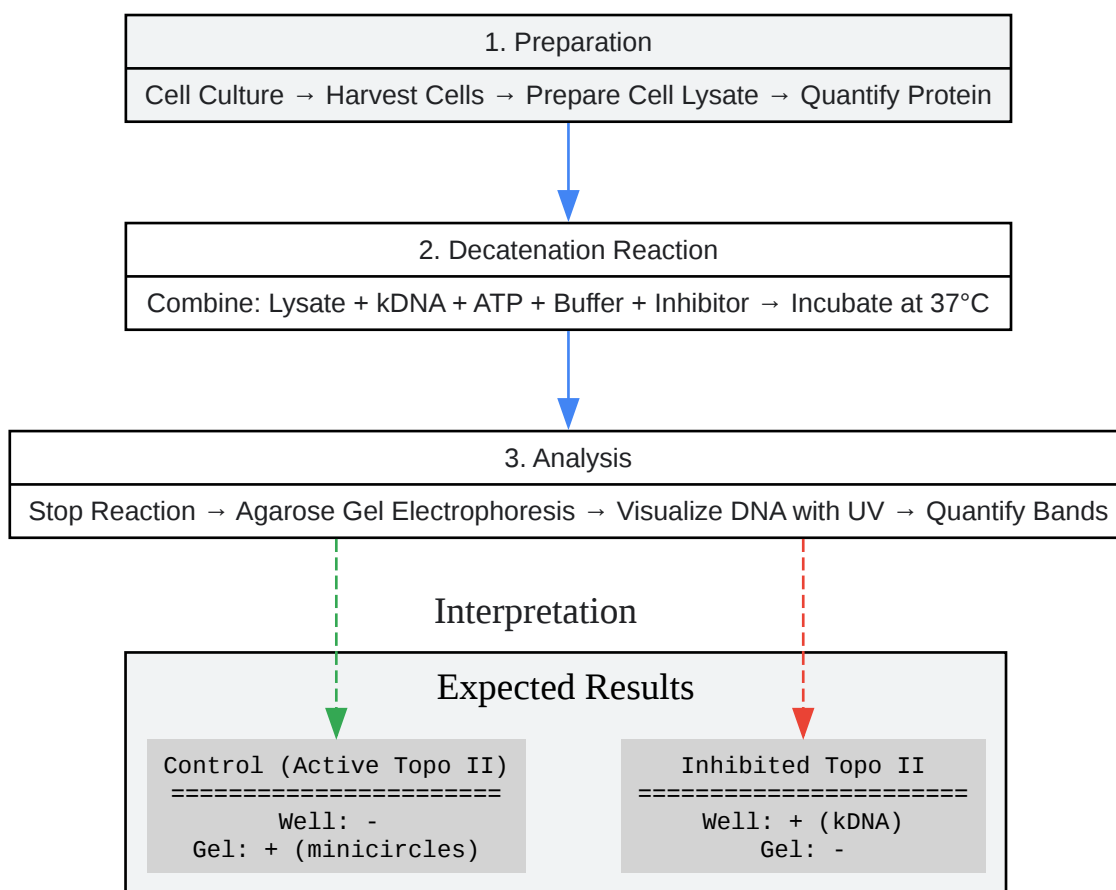 1. Preparation
Cell Culture → Harvest Cells → Prepare Cell Lysate → Quantify Protein
2. Decatenation Reaction
Combine: Lysate + kDNA + ATP + Buffer + Inhibitor → Incubate at 37°C
3. Analysis
Stop Reaction → Agarose Gel Electrophoresis → Visualize DNA with UV → Quantify Bands
Interpretation
Expected Results
Control (Active Topo II)
=======================
Well: -
Gel: + (minicircles)
Inhibited Topo II
=======================
Well: + (kDNA)
Gel: -